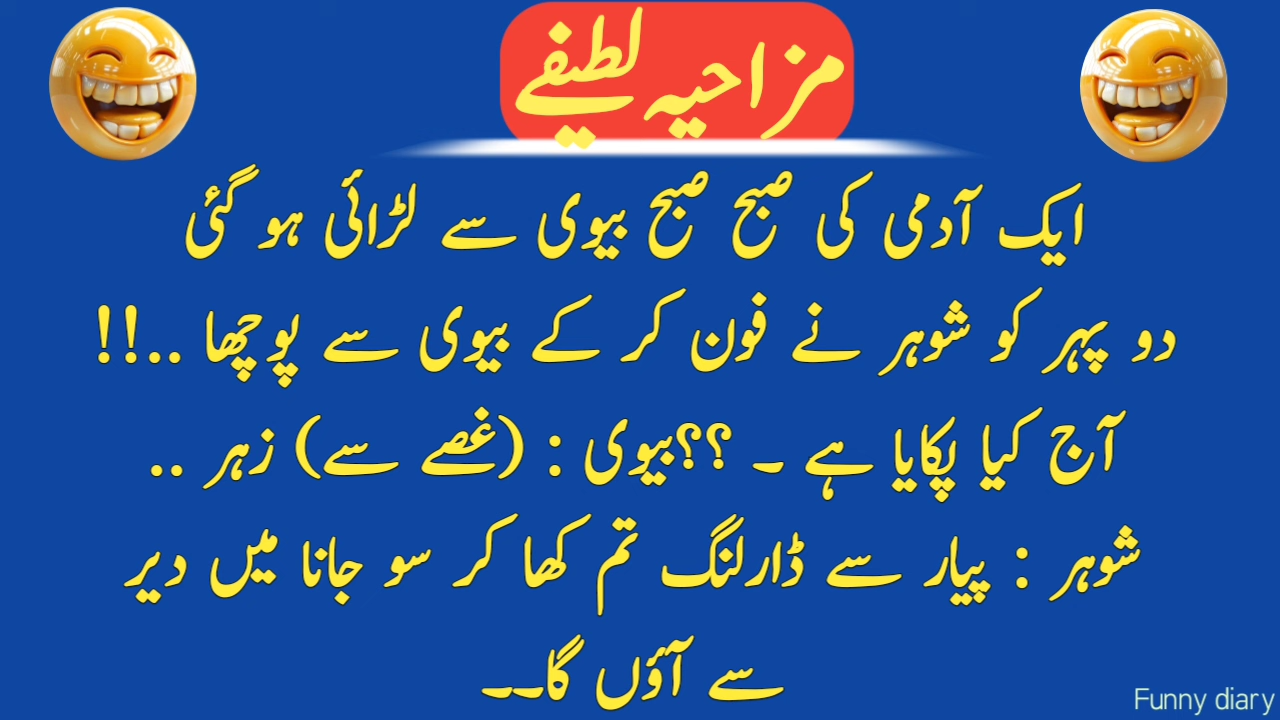 مزاحیہ لطیفے
ایک آدمی کی صبح صبح بیوی سے لڑائی ہو گئی
دو پہر کو شوہر نے فون کر کے بیوی سے پوچھا ..!!
آج کیا پکایا ہے ۔ ؟؟بیوی : (غصے سے) زہر ..
شوہر : پیار سے ڈارلنگ تم کھا کر سو جانا میں دیر
سے آؤں گا۔۔
Funny diary